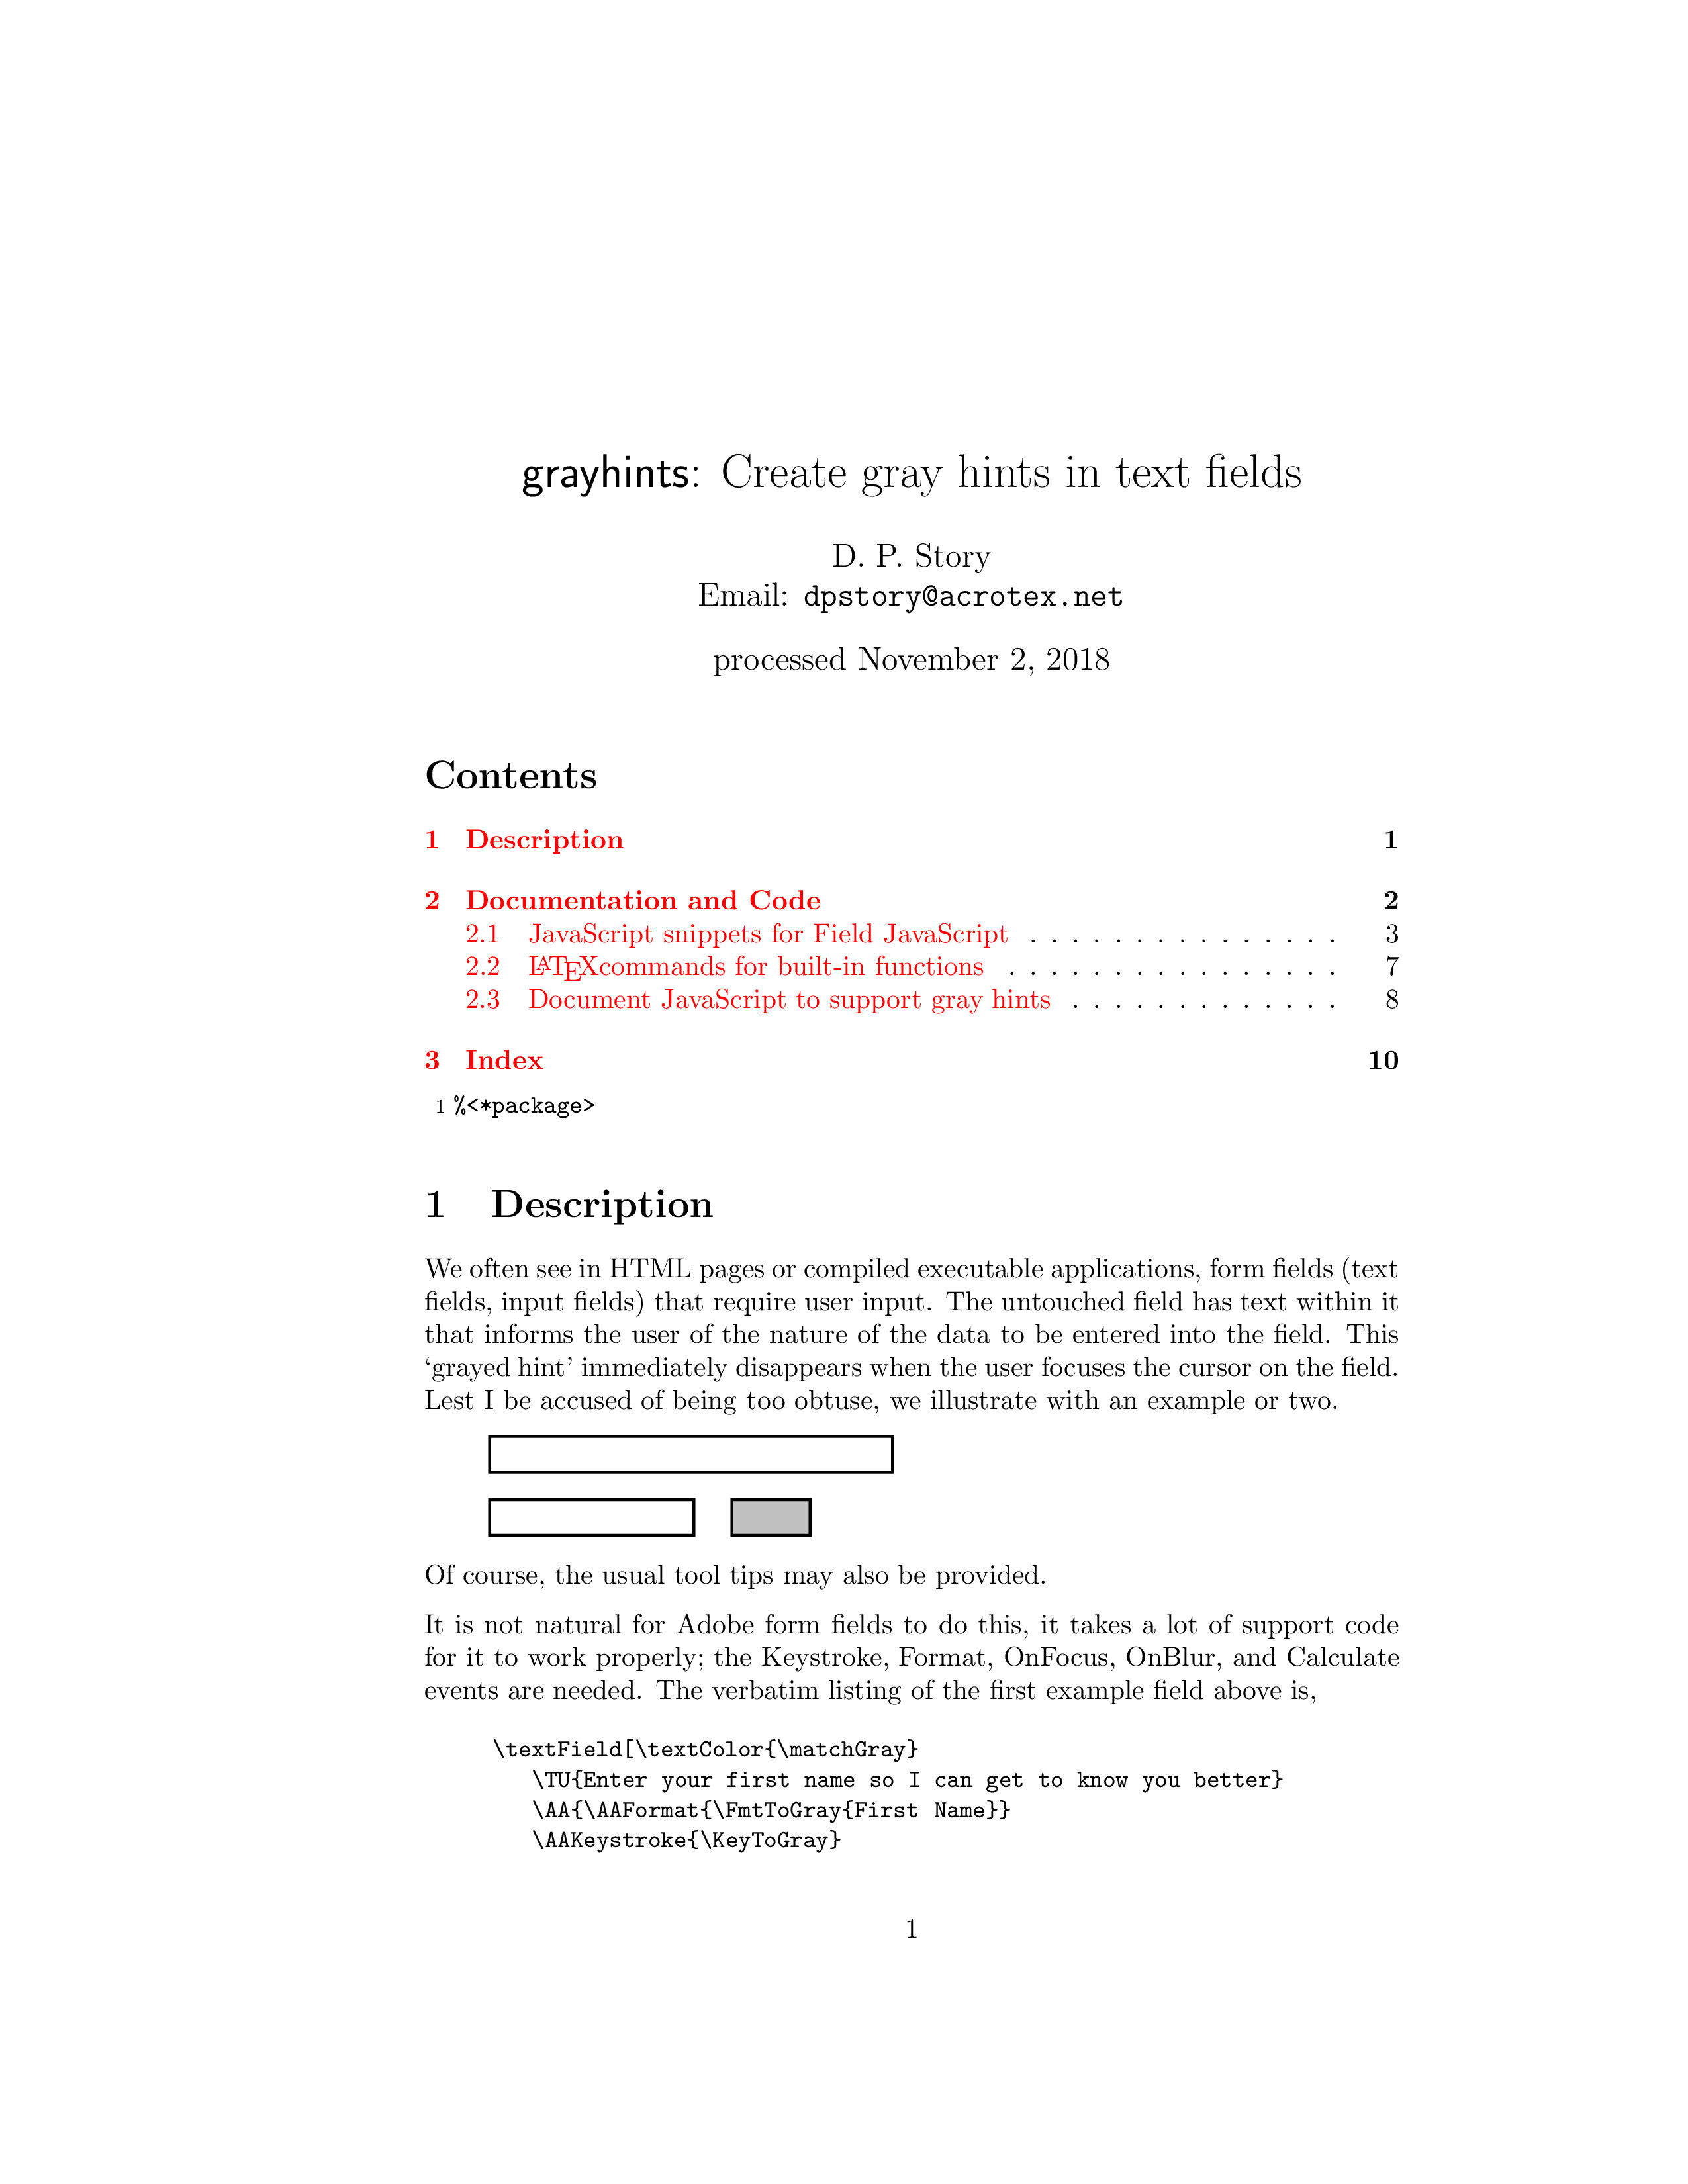 grayhints: Create gray hints in text fields
D. P. Story
Email: dpstory@acrotex.net
processed November 2, 2018
Contents
1 Description 1
2 Documentation and Code 2
2.1 JavaScript snippets for Field JavaScript . . . . . . . . . . . . . . . 3
2.2 LATEXcommands for built-in functions . . . . . . . . . . . . . . . . 7
2.3 Document JavaScript to support gray hints . . . . . . . . . . . . . 8
3 Index 10
1 %<*package>
1 Description
We often see in HTML pages or compiled executable applications, form fields (text
fields, input fields) that require user input. The untouched field has text within it
that informs the user of the nature of the data to be entered into the field. This
‘grayed hint’ immediately disappears when the user focuses the cursor on the field.
Lest I be accused of being too obtuse, we illustrate with an example or two.
Of course, the usual tool tips may also be provided.
It is not natural for Adobe form fields to do this, it takes a lot of support code
for it to work properly; the Keystroke, Format, OnFocus, OnBlur, and Calculate
events are needed. The verbatim listing of the first example field above is,
\textField[\textColor{\matchGray}
\TU{Enter your first name so I can get to know you better}
\AA{\AAFormat{\FmtToGray{First Name}}
\AAKeystroke{\KeyToGray}
1